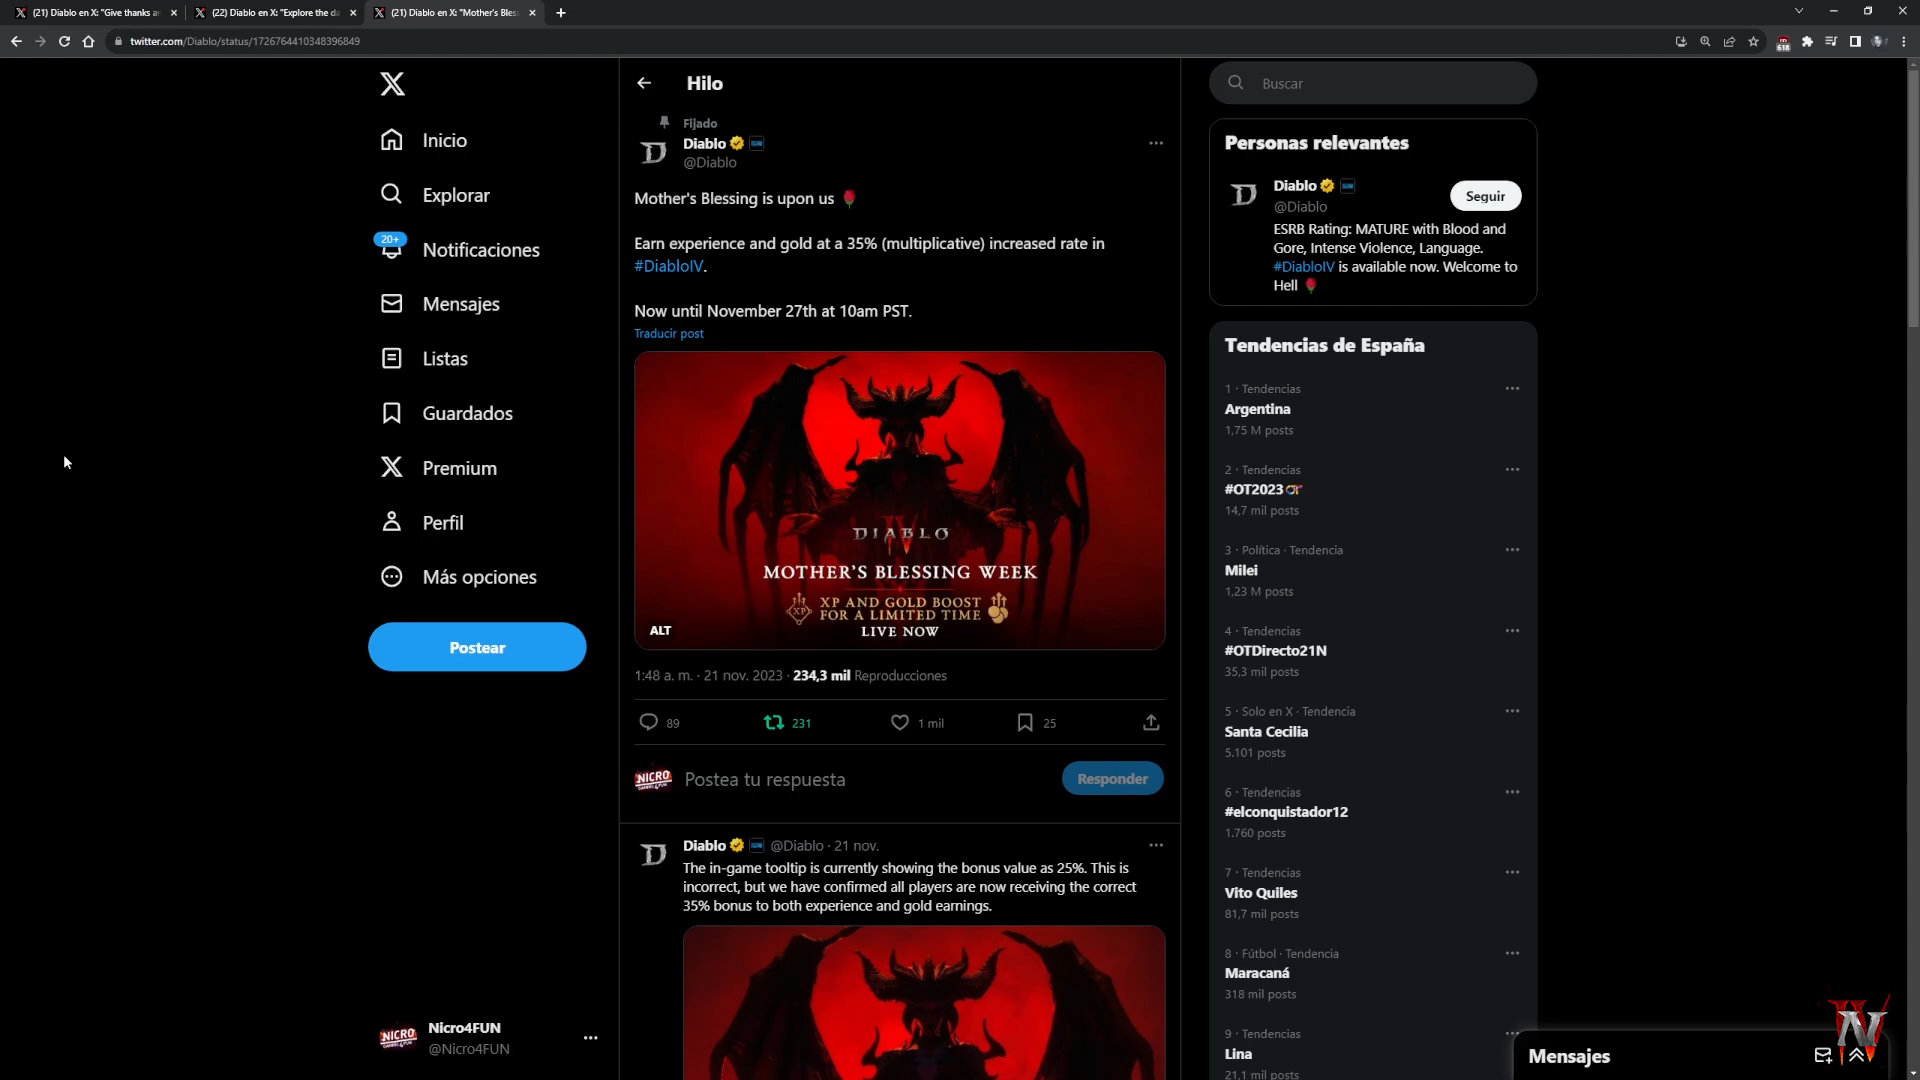 (21) Diablo en X: "Give thanks a
(22) Diablo en X: "Explore the d
(21) Diablo en X: "Mother's Bles
twitter.com/Diablo/status/1726764410348396849
618
Inicio
Explorar
20+
Notificaciones
Mensajes
Listas
Guardados
Premium
Perfil
Más opciones
Postear
Nicro4FUN
@Nicro4FUN
NICRO
Hilo
Fijado
Diablo
@Diablo
Mother's Blessing is upon us 🌹
Earn experience and gold at a 35% (multiplicative) increased rate in
#DiabloIV.
Now until November 27th at 10am PST.
Traducir post
DIABLO
IV
MOTHER'S BLESSING WEEK
XP
XP AND GOLD BOOST
FOR A LIMITED TIME
LIVE NOW
ALT
1:48 a. m. · 21 nov. 2023 · 234,3 mil Reproducciones
89
231
1 mil
25
NICRO
Postea tu respuesta
Responder
Diablo @Diablo · 21 nov.
The in-game tooltip is currently showing the bonus value as 25%. This is
incorrect, but we have confirmed all players are now receiving the correct
35% bonus to both experience and gold earnings.
Buscar
Personas relevantes
Diablo
@Diablo
Seguir
ESRB Rating: MATURE with Blood and
Gore, Intense Violence, Language.
#DiabloIV is available now. Welcome to
Hell 🌹
Tendencias de España
1 · Tendencias
Argentina
1,75 M posts
2 · Tendencias
#OT2023
14,7 mil posts
3 · Política · Tendencia
Milei
1,23 M posts
4 · Tendencias
#OTDirecto21N
35,3 mil posts
5 · Solo en X · Tendencia
Santa Cecilia
5.101 posts
6 · Tendencias
#elconquistador12
1.760 posts
7 · Tendencias
Vito Quiles
81,7 mil posts
8 · Fútbol · Tendencia
Maracaná
318 mil posts
9 · Tendencias
Lina
21,1 mil posts
Mensajes